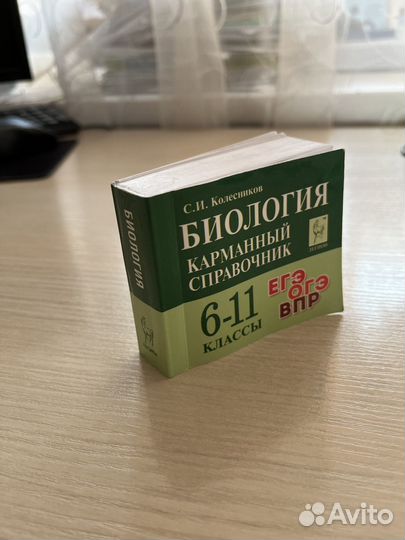 С.И. Колесников
БИОЛОГИЯ
КАРМАННЫЙ
СПРАВОЧНИК
6-11
КЛАССЫ
ЕГЭ
ОГЭ
ВПР
БИОЛОГИЯ
Avito